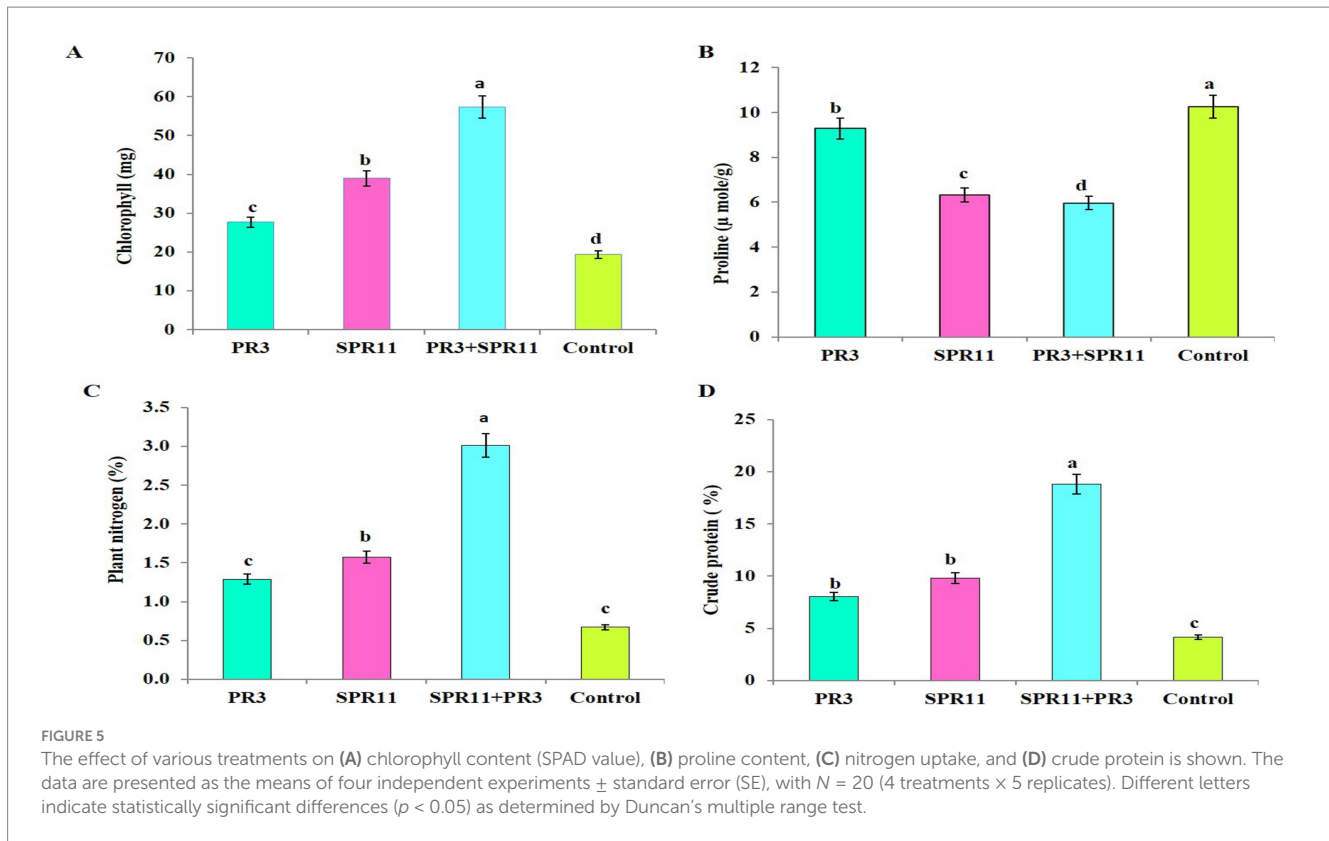 A
70
60
50
40
30
20
10
0
Chlorophyll (mg)
c
b
a
d
PR3 SPR11 PR3+SPR11 Control
B
12
10
8
6
4
2
0
Proline (µ mole/g)
b
c
d
a
PR3 SPR11 PR3+SPR11 Control
C
3.5
3.0
2.5
2.0
1.5
1.0
0.5
0.0
Plant nitrogen (%)
c
b
a
c
PR3 SPR11 SPR11+PR3 Control
D
25
20
15
10
5
0
Crude protein ( %)
b
b
a
c
PR3 SPR11 SPR11+PR3 Control
FIGURE 5
The effect of various treatments on (A) chlorophyll content (SPAD value), (B) proline content, (C) nitrogen uptake, and (D) crude protein is shown. The
data are presented as the means of four independent experiments ± standard error (SE), with N = 20 (4 treatments × 5 replicates). Different letters
indicate statistically significant differences (p < 0.05) as determined by Duncan’s multiple range test.